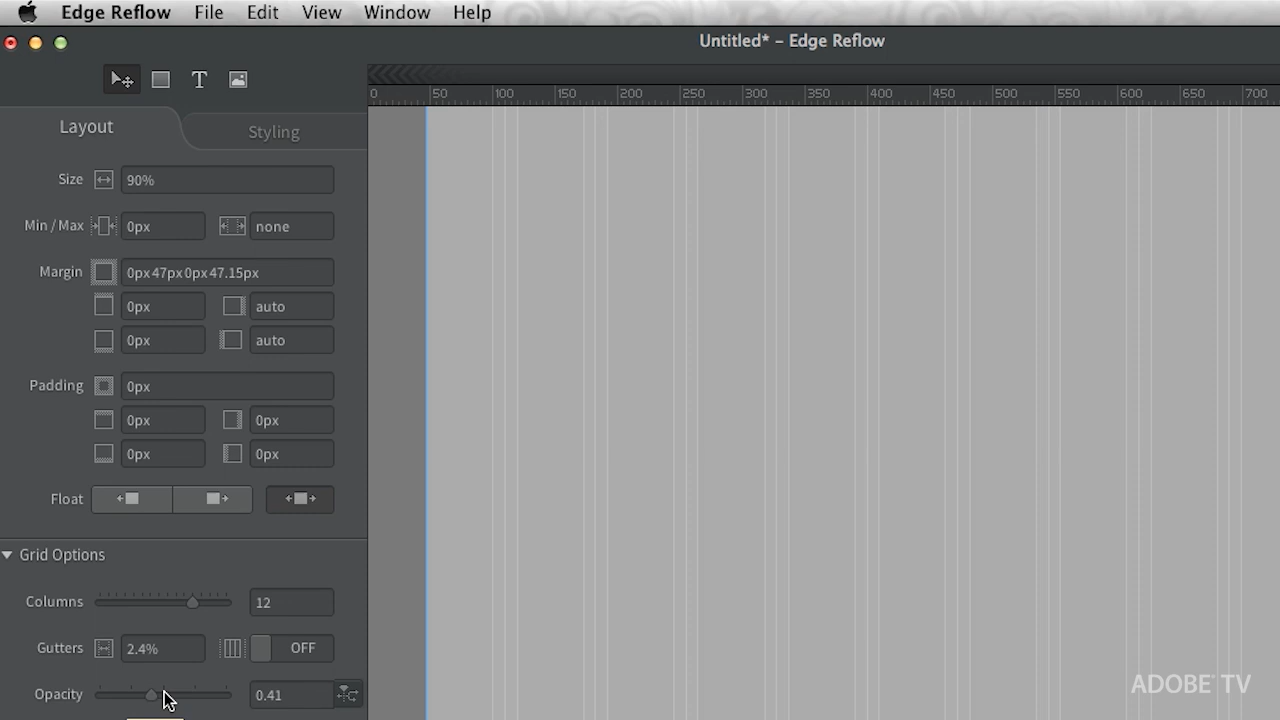 Edge Reflow File Edit View Window Help
Untitled* – Edge Reflow
T
0 50 100 150 200 250 300 350 400 450 500 550 600 650 700
Layout Styling
Size 90%
Min / Max 0px none
Margin 0px 47px 0px 47.15px
0px auto
0px auto
Padding 0px
0px 0px
0px 0px
Float
Grid Options
Columns 12
Gutters 2.4% OFF
Opacity 0.41
ADOBE® TV